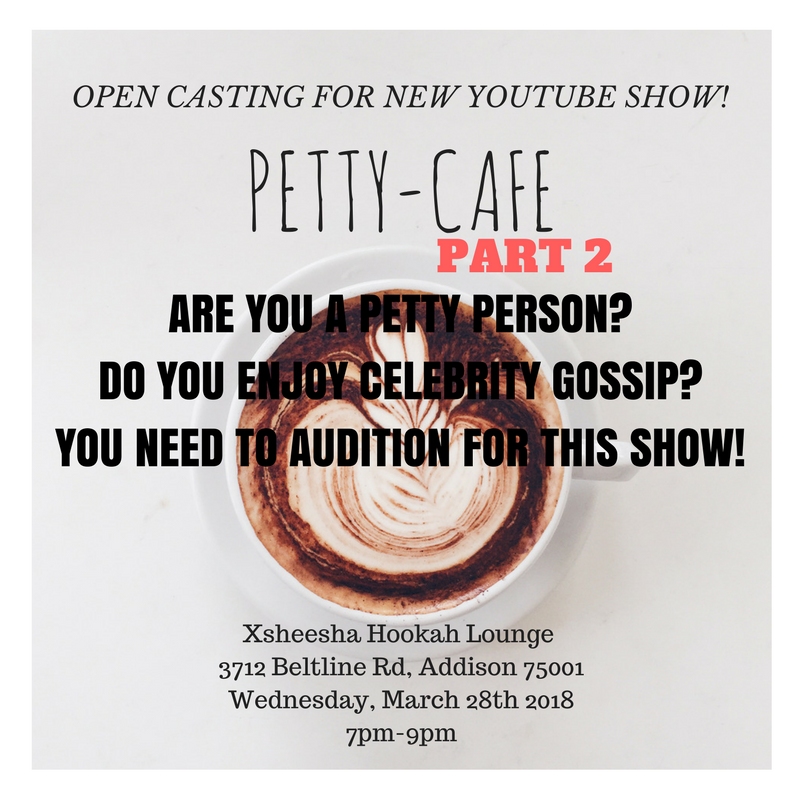 OPEN CASTING FOR NEW YOUTUBE SHOW!
PETTY-CAFE
PART 2
ARE YOU A PETTY PERSON?
DO YOU ENJOY CELEBRITY GOSSIP?
YOU NEED TO AUDITION FOR THIS SHOW!
Xsheesha Hookah Lounge
3712 Beltline Rd, Addison 75001
Wednesday, March 28th 2018
7pm-9pm